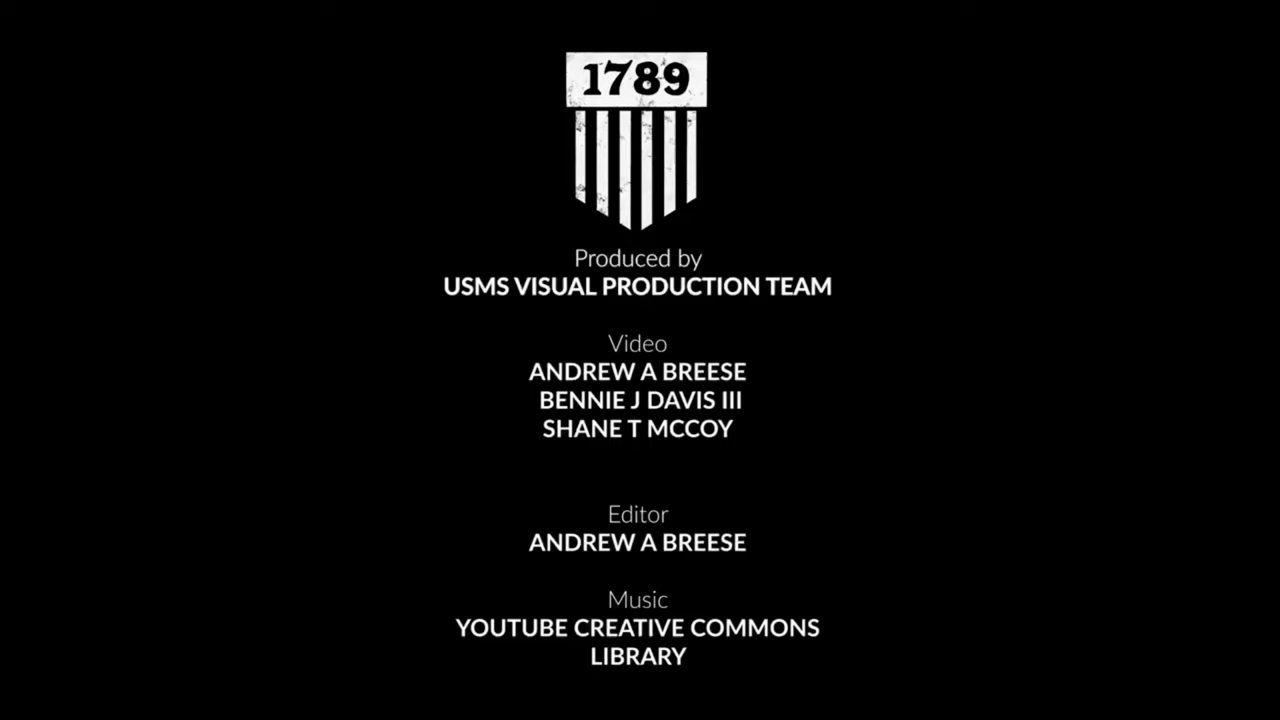 1789
Produced by
USMS VISUAL PRODUCTION TEAM
Video
ANDREW A BREESE
BENNIE J DAVIS III
SHANE T MCCOY
Editor
ANDREW A BREESE
Music
YOUTUBE CREATIVE COMMONS
LIBRARY